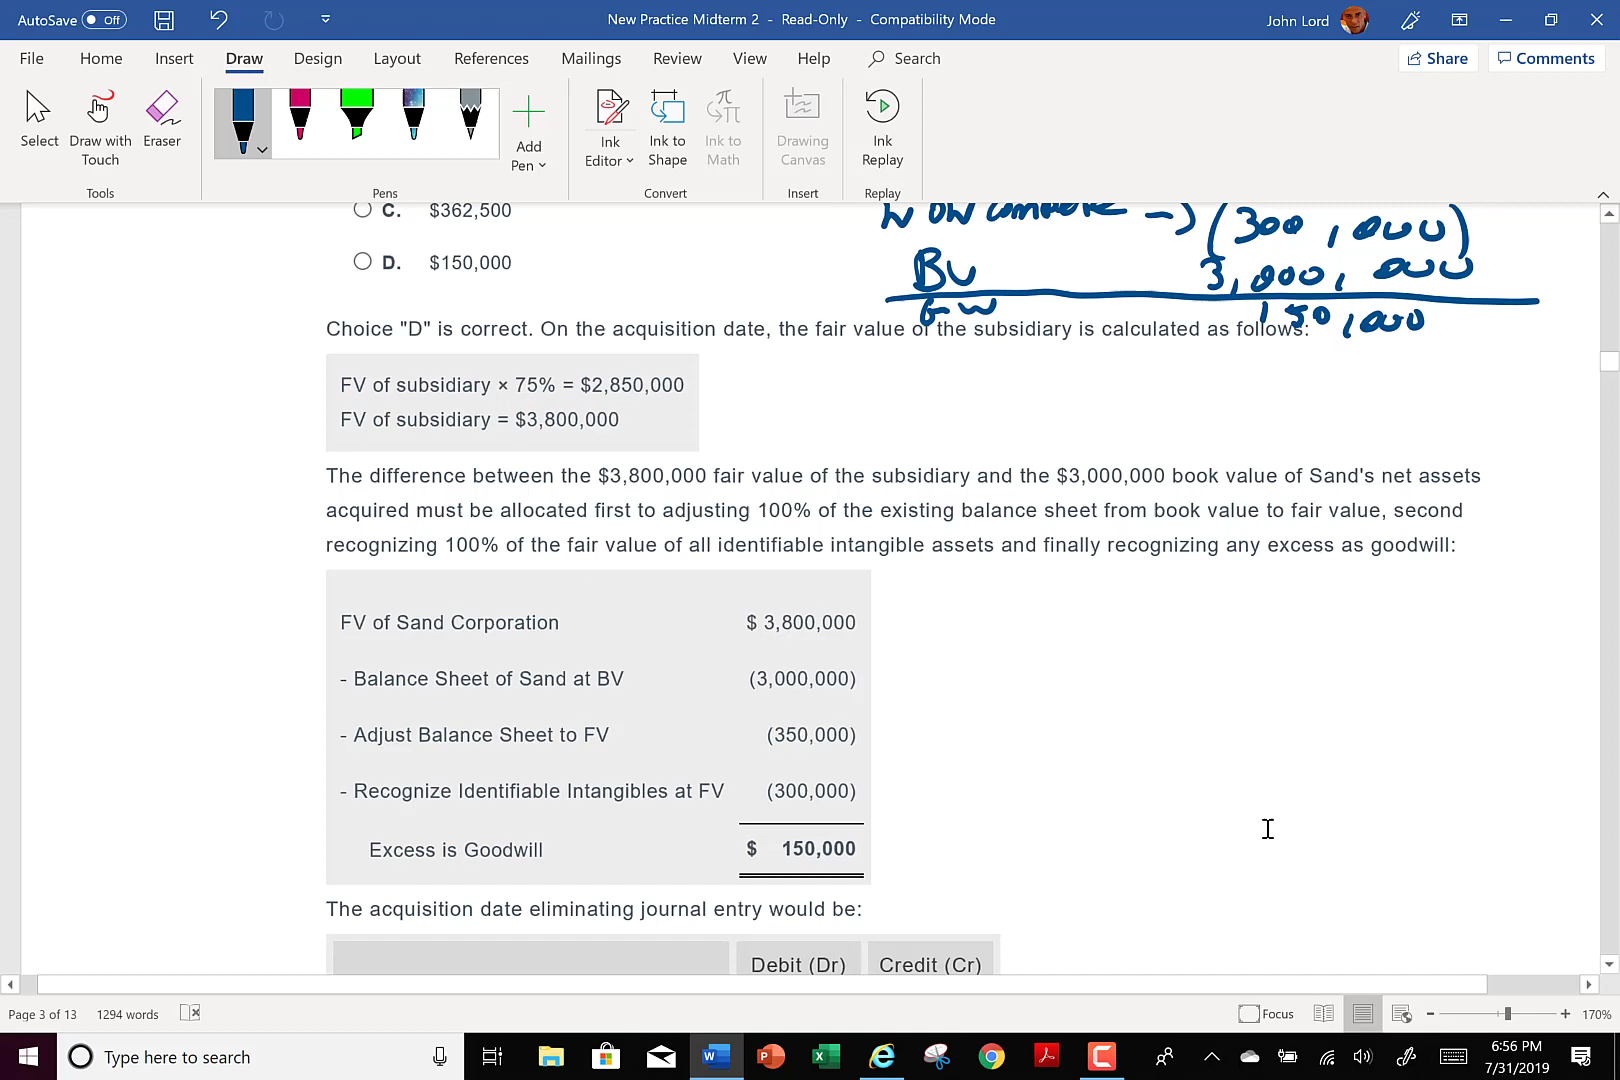 AutoSave Off New Practice Midterm 2 - Read-Only - Compatibility Mode John Lord
File Home Insert Draw Design Layout References Mailings Review View Help Search Share Comments
Select Draw with Touch Eraser Add Pen Ink Editor Ink to Shape Ink to Math Drawing Canvas Ink Replay
Tools Pens Convert Insert Replay
C. $362,500
(300,000)
D. $150,000
BV 3,000,000
GW 150,000
Choice "D" is correct. On the acquisition date, the fair value of the subsidiary is calculated as follows:
FV of subsidiary × 75% = $2,850,000
FV of subsidiary = $3,800,000
The difference between the $3,800,000 fair value of the subsidiary and the $3,000,000 book value of Sand's net assets
acquired must be allocated first to adjusting 100% of the existing balance sheet from book value to fair value, second
recognizing 100% of the fair value of all identifiable intangible assets and finally recognizing any excess as goodwill:
FV of Sand Corporation $ 3,800,000
- Balance Sheet of Sand at BV (3,000,000)
- Adjust Balance Sheet to FV (350,000)
- Recognize Identifiable Intangibles at FV (300,000)
Excess is Goodwill $ 150,000
The acquisition date eliminating journal entry would be:
Debit (Dr) Credit (Cr)
Page 3 of 13 1294 words Focus 170%
Type here to search 6:56 PM
7/31/2019